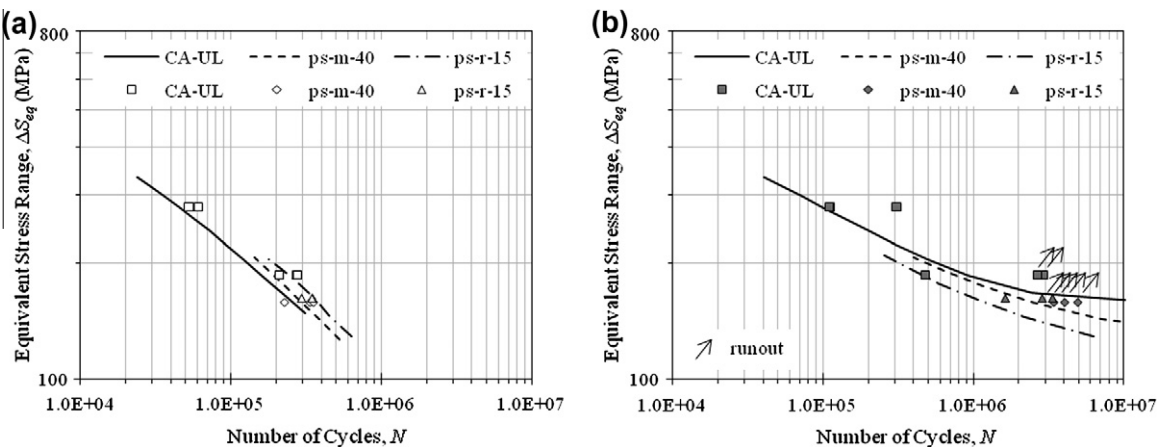 (a)
800
Equivalent Stress Range, ΔSeq (MPa)
CA-UL ps-m-40 ps-r-15
CA-UL ps-m-40 ps-r-15
100
1.0E+04 1.0E+05 1.0E+06 1.0E+07
Number of Cycles, N
(b)
800
Equivalent Stress Range, ΔSeq (MPa)
CA-UL ps-m-40 ps-r-15
CA-UL ps-m-40 ps-r-15
runout
100
1.0E+04 1.0E+05 1.0E+06 1.0E+07
Number of Cycles, N